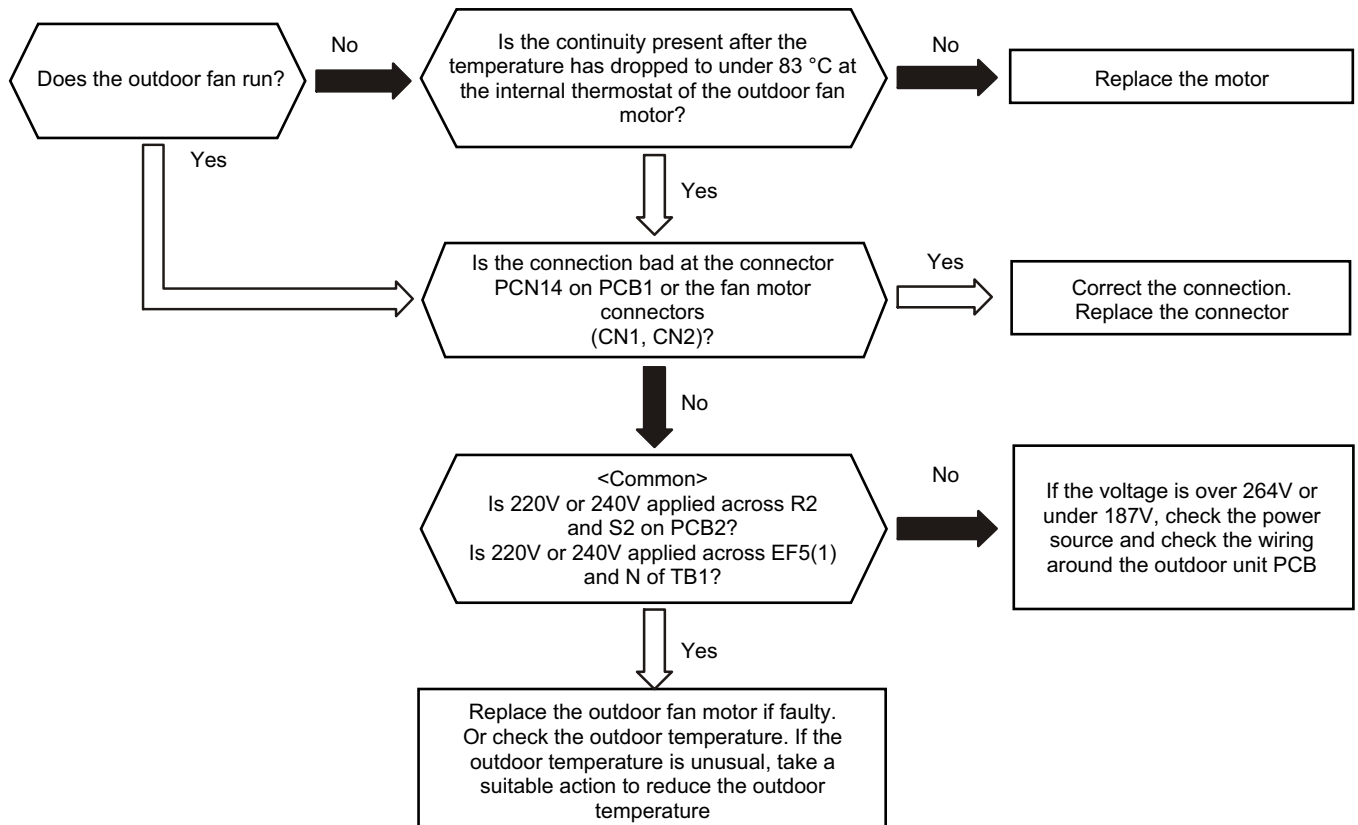 Does the outdoor fan run?
No
Is the continuity present after the
temperature has dropped to under 83 °C at
the internal thermostat of the outdoor fan
motor?
No
Replace the motor
Yes
Yes
Is the connection bad at the connector
PCN14 on PCB1 or the fan motor
connectors
(CN1, CN2)?
Yes
Correct the connection.
Replace the connector
No
<Common>
Is 220V or 240V applied across R2
and S2 on PCB2?
Is 220V or 240V applied across EF5(1)
and N of TB1?
No
If the voltage is over 264V or
under 187V, check the power
source and check the wiring
around the outdoor unit PCB
Yes
Replace the outdoor fan motor if faulty.
Or check the outdoor temperature. If the
outdoor temperature is unusual, take a
suitable action to reduce the outdoor
temperature